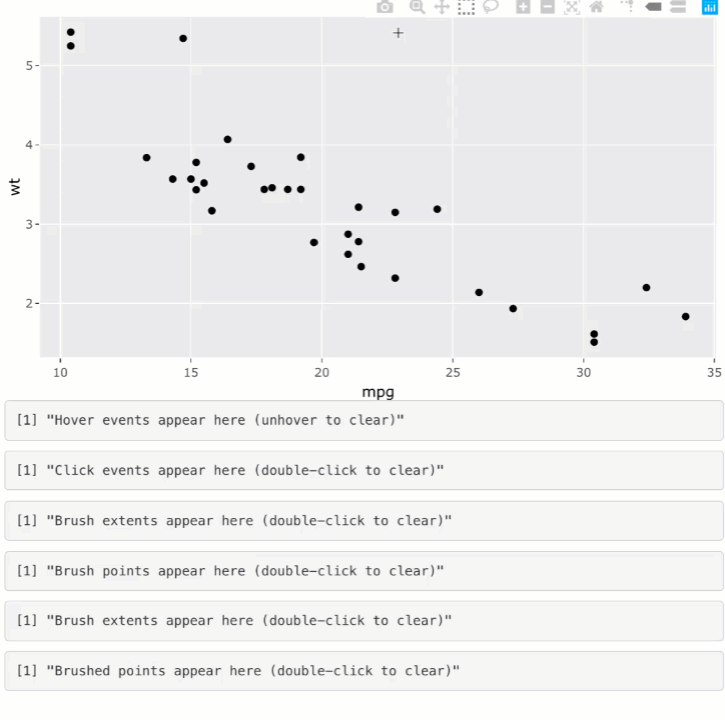 5
4
3
2
wt
10 15 20 25 30 35
mpg
[1] "Hover events appear here (unhover to clear)"
[1] "Click events appear here (double-click to clear)"
[1] "Brush extents appear here (double-click to clear)"
[1] "Brush points appear here (double-click to clear)"
[1] "Brush extents appear here (double-click to clear)"
[1] "Brushed points appear here (double-click to clear)"